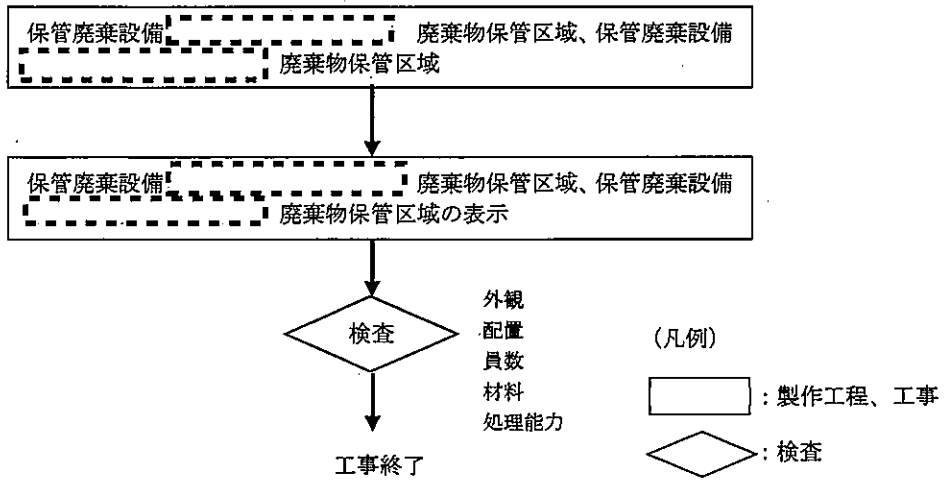 保管廃棄設備 廃棄物保管区域、保管廃棄設備
廃棄物保管区域
保管廃棄設備 廃棄物保管区域、保管廃棄設備
廃棄物保管区域の表示
検査
外観
配置
員数
材料
処理能力
工事終了
(凡例)
：製作工程、工事
：検査